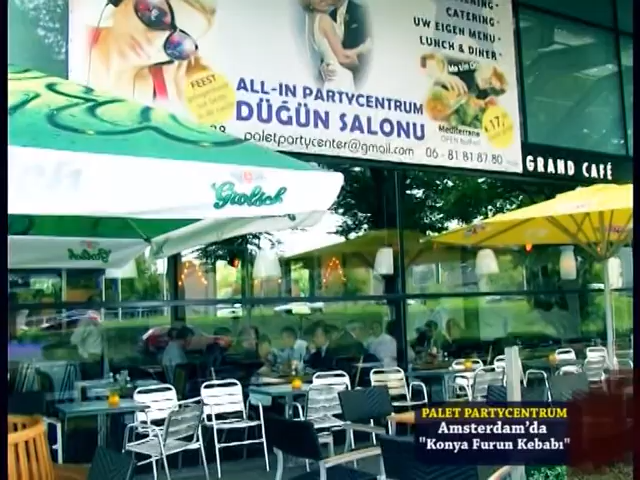 CATERING
UW EIGEN MENU
LUNCH & DINER
FEEST
ALL-IN PARTYCENTRUM
DÜĞÜN SALONU
paletpartycenter@gmail.com
06 - 81 81 87 80
Mediterrane
GRAND CAFÉ
Grolsch
Grolsch
PALET PARTYCENTRUM
Amsterdam'da
"Konya Furun Kebabı"